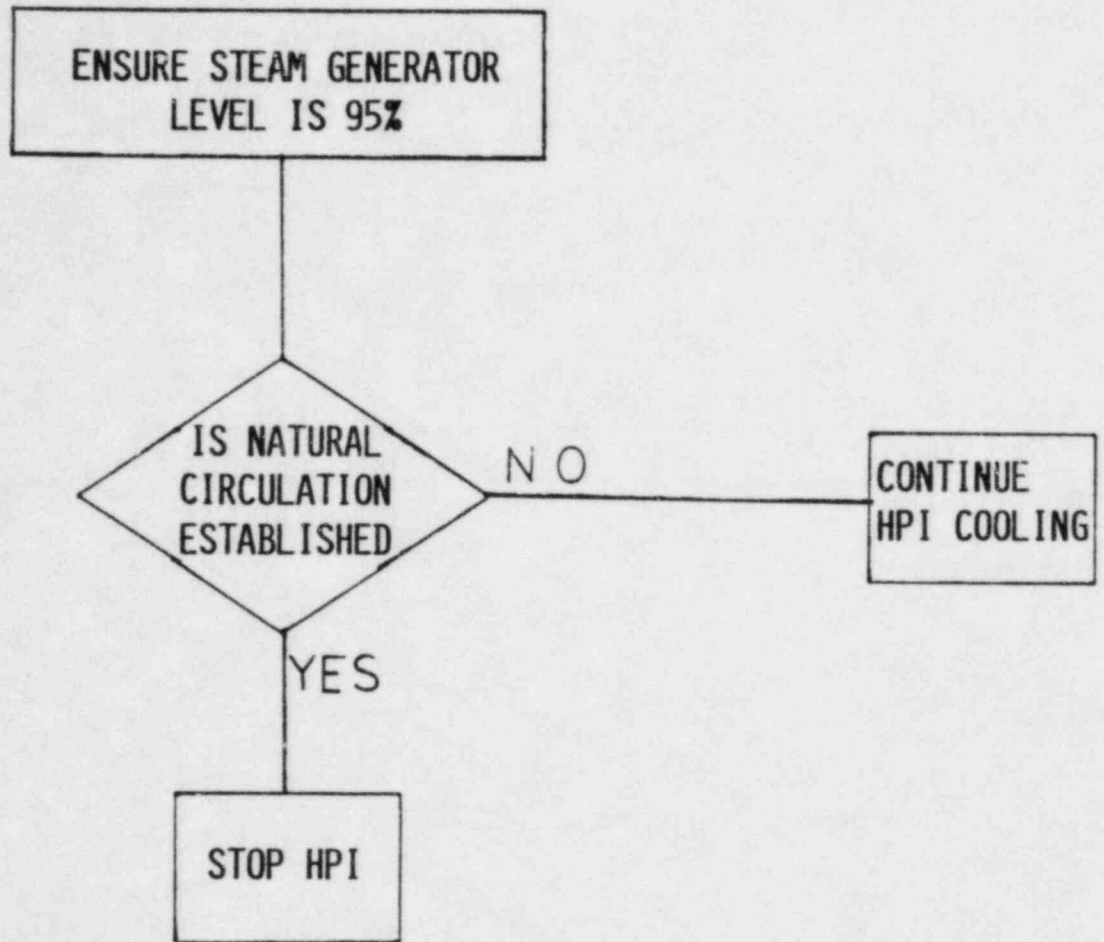 ENSURE STEAM GENERATOR
LEVEL IS 95%
IS NATURAL
CIRCULATION
ESTABLISHED
NO
CONTINUE
HPI COOLING
YES
STOP HPI